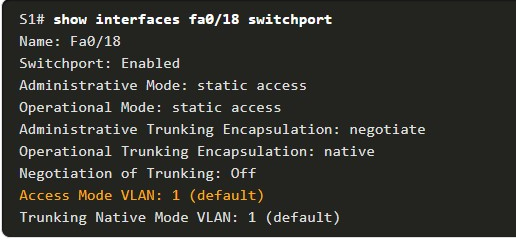 S1# show interfaces fa0/18 switchport
Name: Fa0/18
Switchport: Enabled
Administrative Mode: static access
Operational Mode: static access
Administrative Trunking Encapsulation: negotiate
Operational Trunking Encapsulation: native
Negotiation of Trunking: Off
Access Mode VLAN: 1 (default)
Trunking Native Mode VLAN: 1 (default)